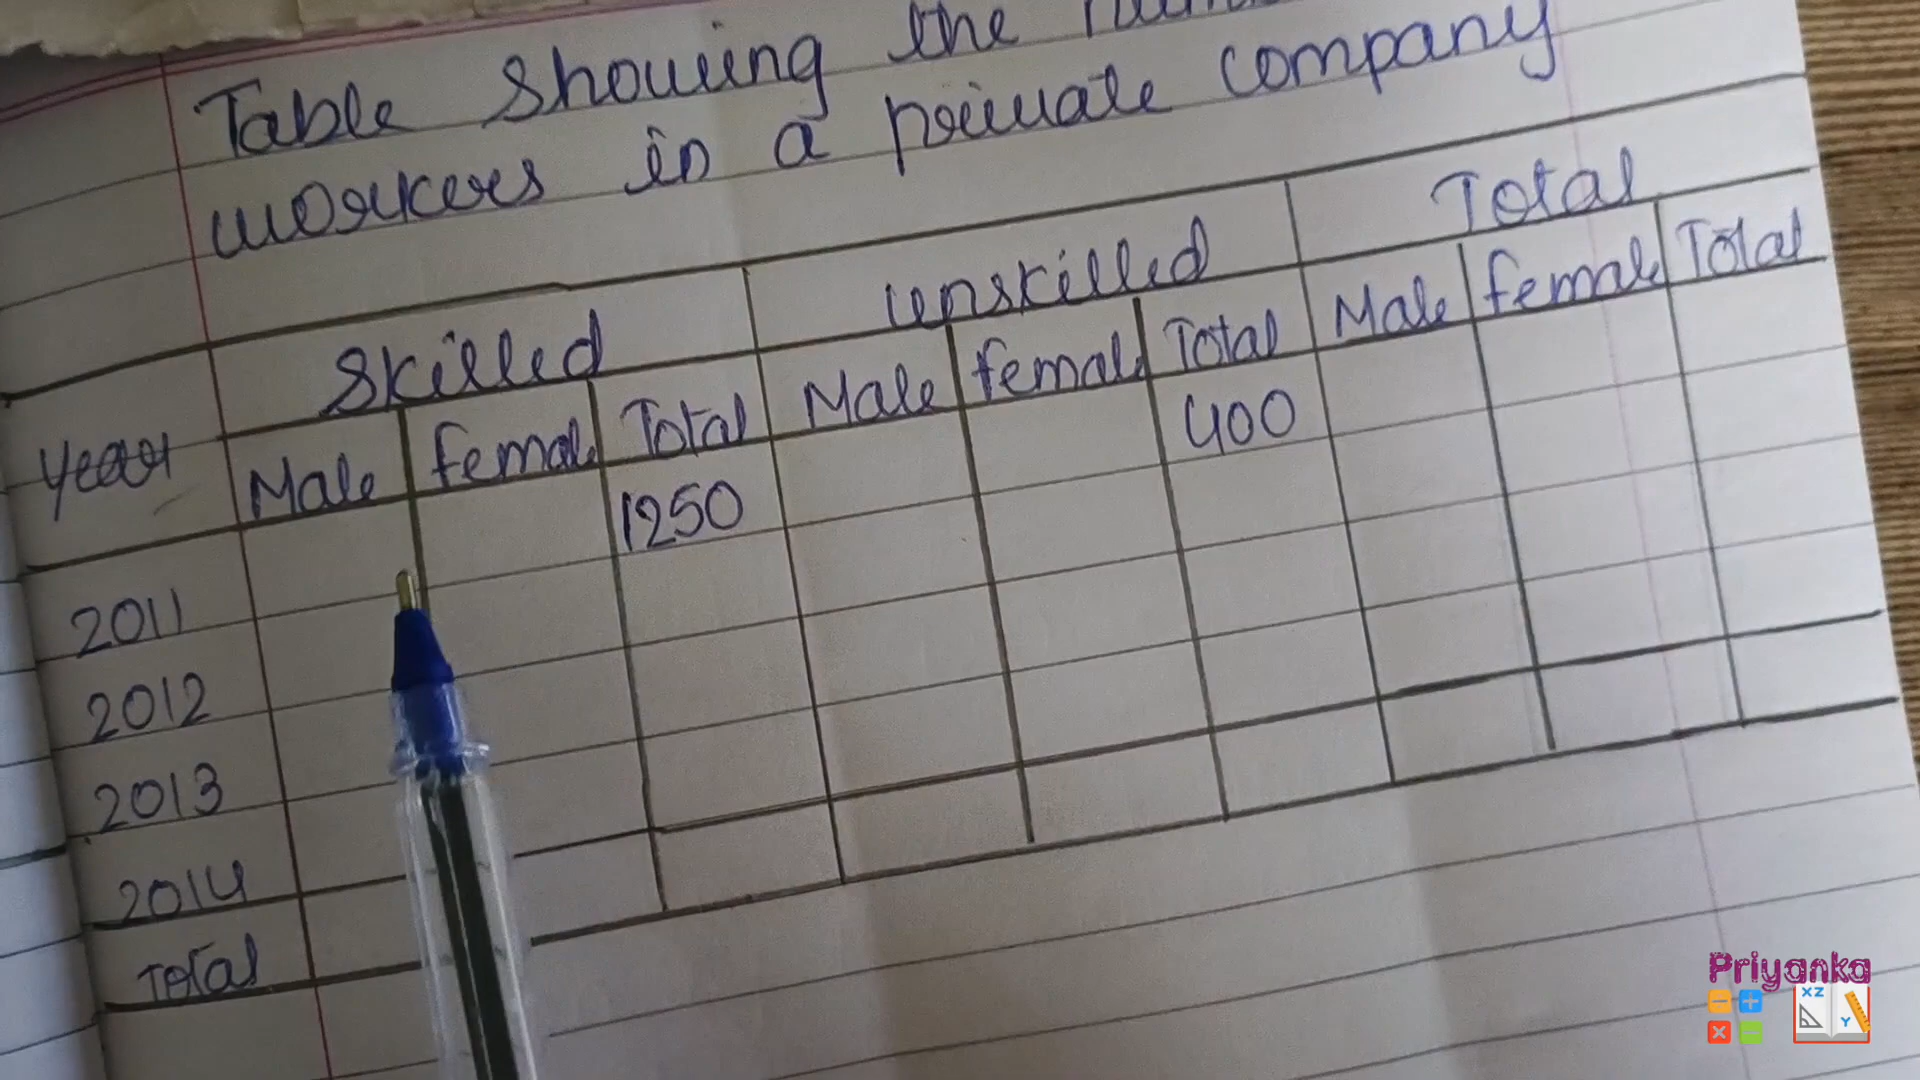 Table showing the
workers in a private company
Skilled unskilled Total
Year Male female Total Male female Total Male female Total
2011 1250 400
2012
2013
2014
Total
Priyanka
XZ
Y